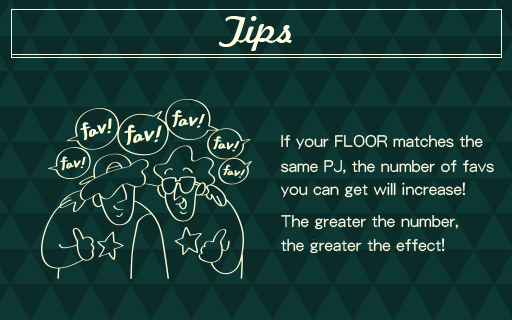 Tips
fav!
fav!
fav!
fav!
fav!
fav!
If your FLOOR matches the
same PJ, the number of favs
you can get will increase!
The greater the number,
the greater the effect!